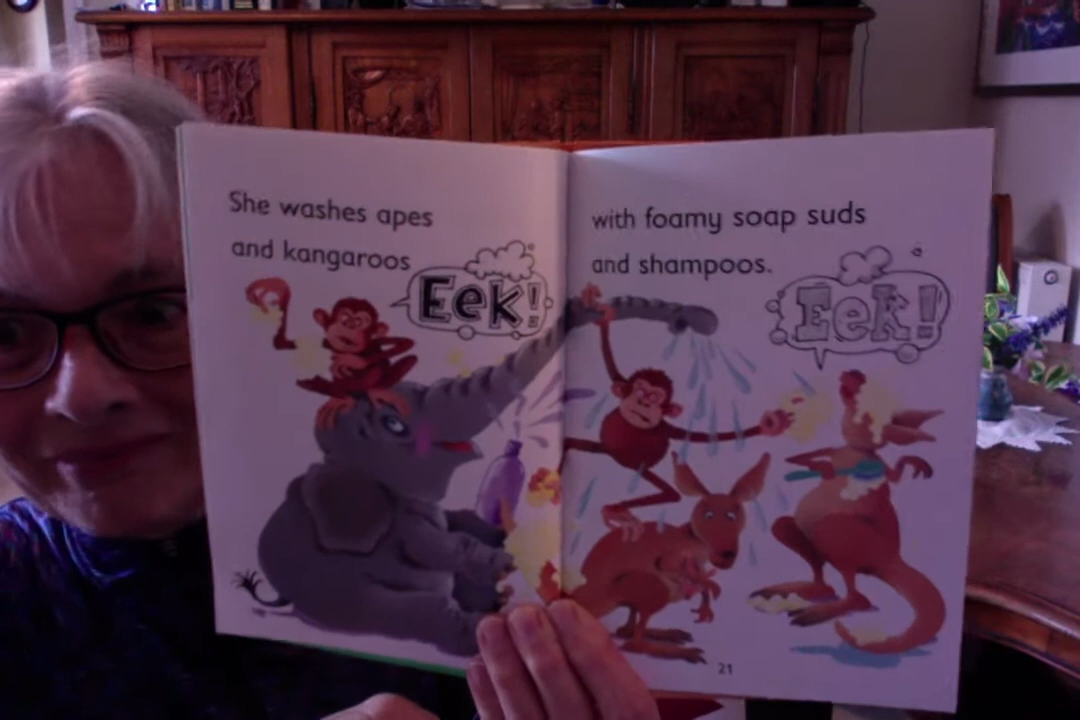 She washes apes
and kangaroos
Eek!
with foamy soap suds
and shampoos.
Eek!
21